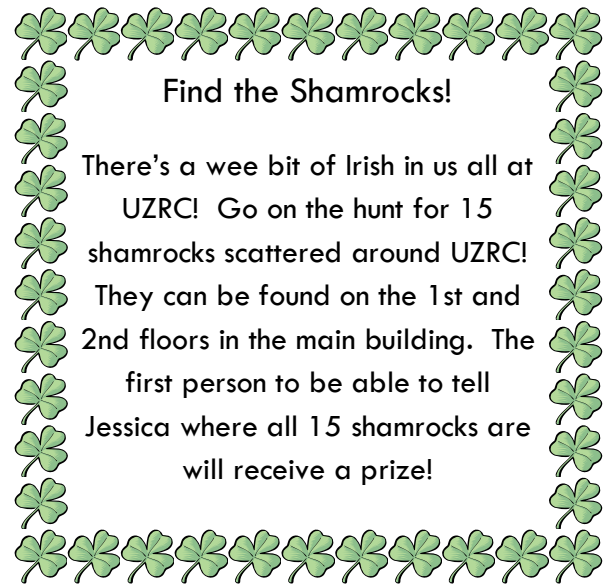 Find the Shamrocks!
There’s a wee bit of Irish in us all at
UZRC!  Go on the hunt for 15
shamrocks scattered around UZRC!
They can be found on the 1st and
2nd floors in the main building.  The
first person to be able to tell
Jessica where all 15 shamrocks are
will receive a prize!